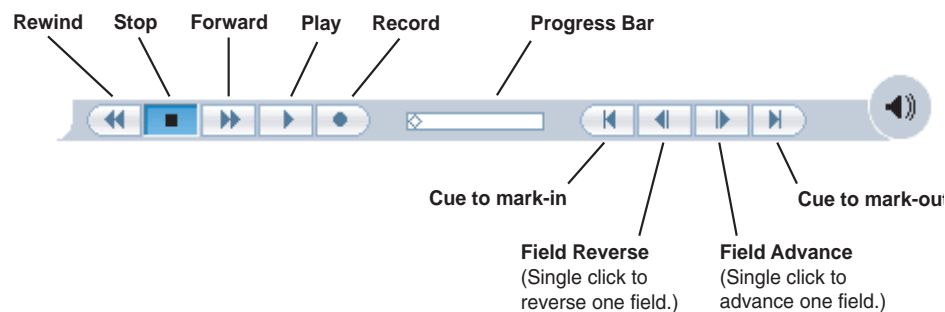 Rewind Stop Forward Play Record Progress Bar
Cue to mark-in Cue to mark-out
Field Reverse Field Advance
(Single click to (Single click to
reverse one field.) advance one field.)